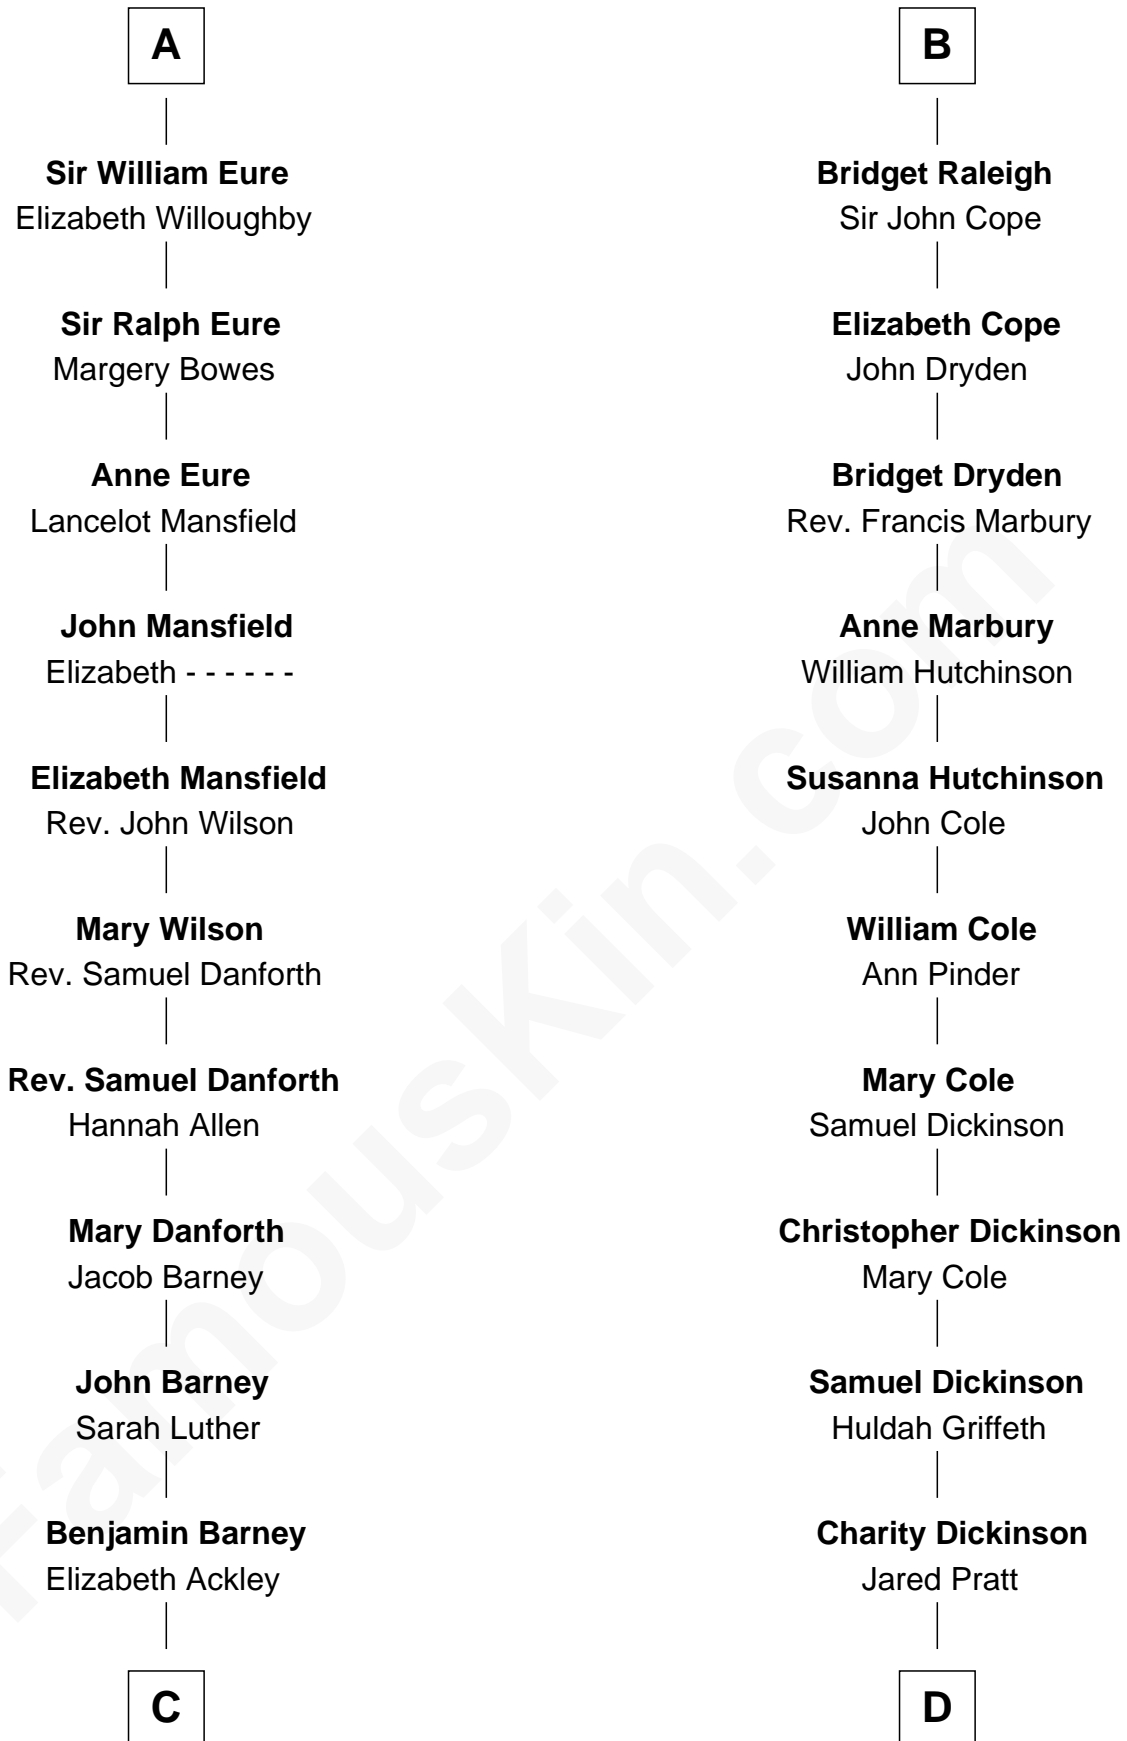 A
Sir William Eure
Elizabeth Willoughby
Sir Ralph Eure
Margery Bowes
Anne Eure
Lancelot Mansfield
John Mansfield
Elizabeth - - - - - -
Elizabeth Mansfield
Rev. John Wilson
Mary Wilson
Rev. Samuel Danforth
Rev. Samuel Danforth
Hannah Allen
Mary Danforth
Jacob Barney
John Barney
Sarah Luther
Benjamin Barney
Elizabeth Ackley
C
B
Bridget Raleigh
Sir John Cope
Elizabeth Cope
John Dryden
Bridget Dryden
Rev. Francis Marbury
Anne Marbury
William Hutchinson
Susanna Hutchinson
John Cole
William Cole
Ann Pinder
Mary Cole
Samuel Dickinson
Christopher Dickinson
Mary Cole
Samuel Dickinson
Huldah Griffeth
Charity Dickinson
Jared Pratt
D
FamousKin.com